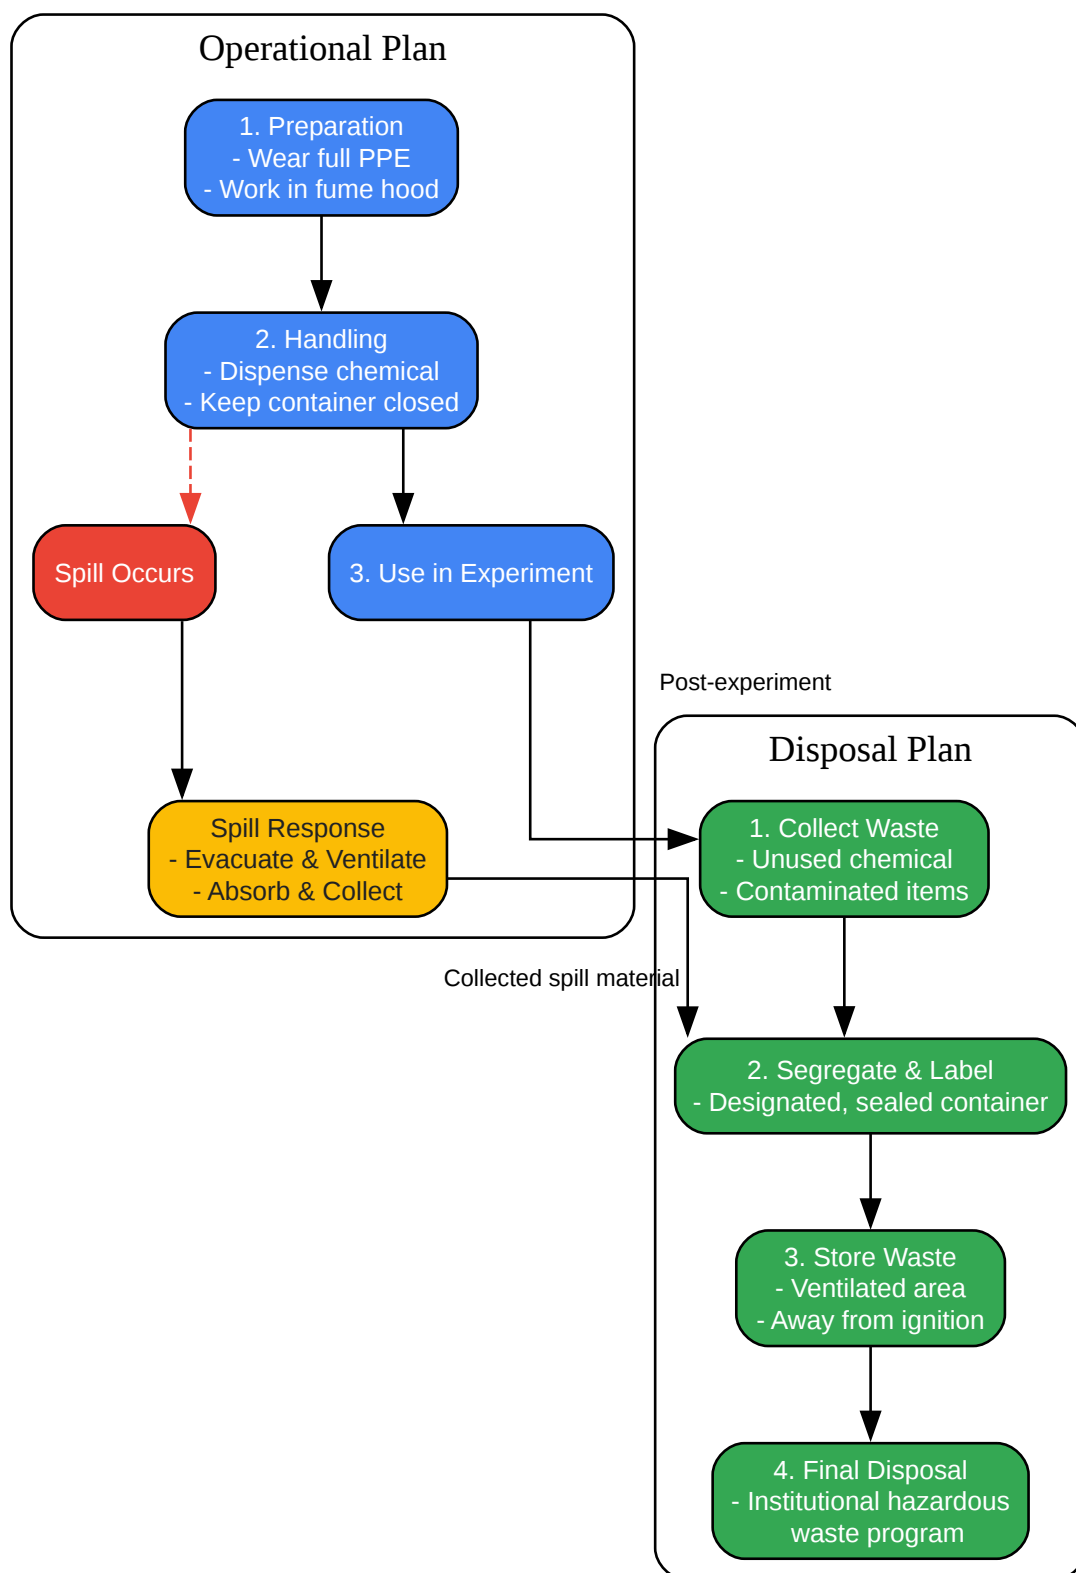 Operational Plan
1. Preparation
- Wear full PPE
- Work in fume hood
2. Handling
- Dispense chemical
- Keep container closed
Spill Occurs
3. Use in Experiment
Post-experiment
Spill Response
- Evacuate & Ventilate
- Absorb & Collect
Collected spill material
Disposal Plan
1. Collect Waste
- Unused chemical
- Contaminated items
2. Segregate & Label
- Designated, sealed container
3. Store Waste
- Ventilated area
- Away from ignition
4. Final Disposal
- Institutional hazardous
waste program